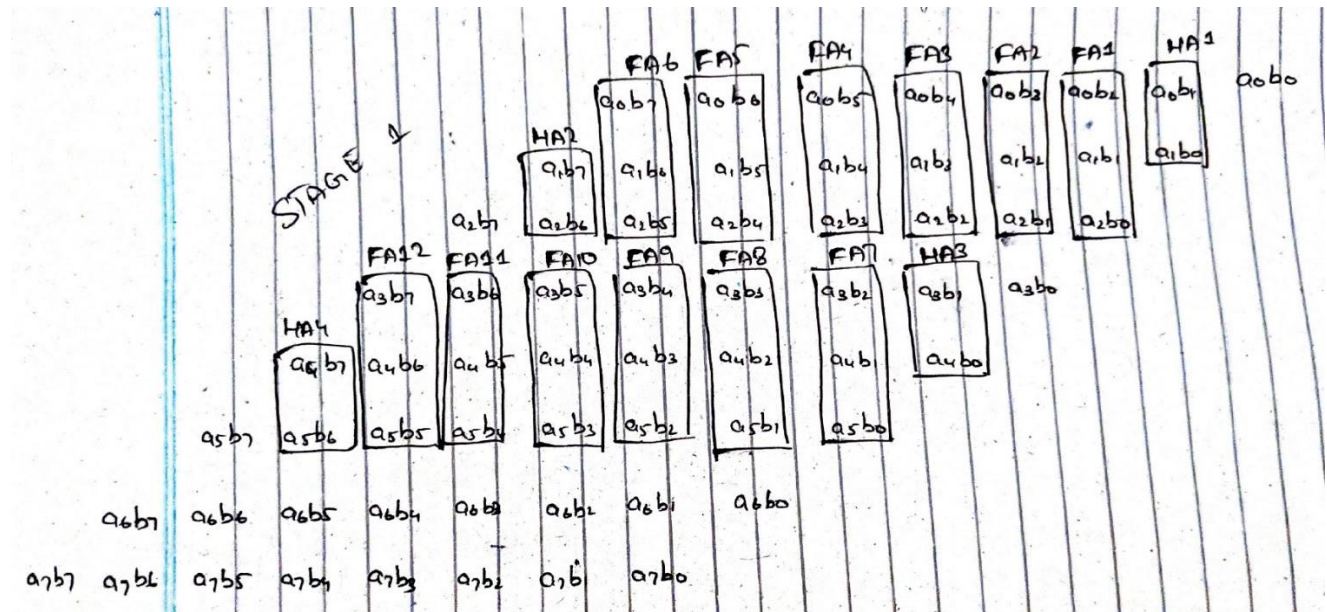 FA6 FA5 FA4 FA3 FA2 FA1 HA1
a0b7 a0b6 a0b5 a0b4 a0b3 a0b2 a0b1 a0b0
HA2
STAGE 1 a1b7 a1b6 a1b5 a1b4 a1b3 a1b2 a1b1 a1b0
a2b7 a2b6 a2b5 a2b4 a2b3 a2b2 a2b1 a2b0
FA12 FA11 FA10 FA9 FA8 FA7 HA3
a3b7 a3b6 a3b5 a3b4 a3b3 a3b2 a3b1 a3b0
HA4
a4b7 a4b6 a4b5 a4b4 a4b3 a4b2 a4b1 a4b0
a5b7 a5b6 a5b5 a5b4 a5b3 a5b2 a5b1 a5b0
a6b7 a6b6 a6b5 a6b4 a6b3 a6b2 a6b1 a6b0
a7b7 a7b6 a7b5 a7b4 a7b3 a7b2 a7b1 a7b0